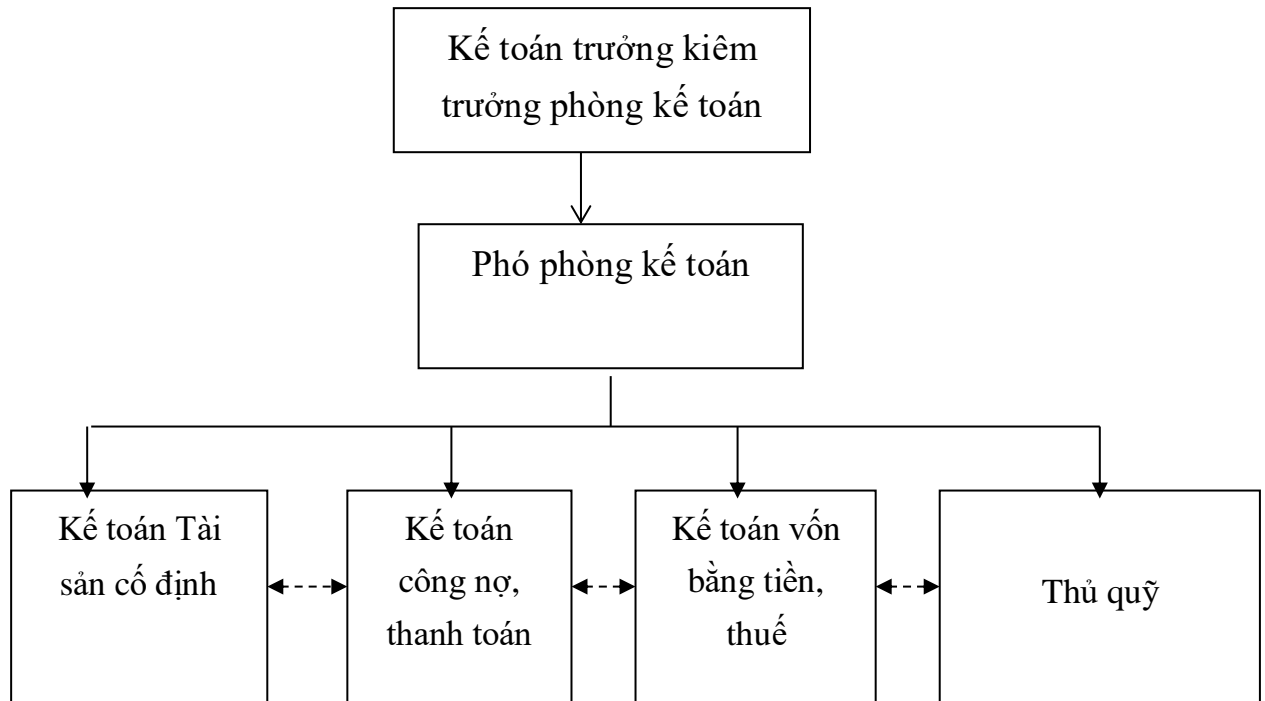 Kế toán trưởng kiêm
trưởng phòng kế toán
Phó phòng kế toán
Kế toán Tài
sản cố định
Kế toán
công nợ,
thanh toán
Kế toán vốn
bằng tiền,
thuế
Thủ quỹ